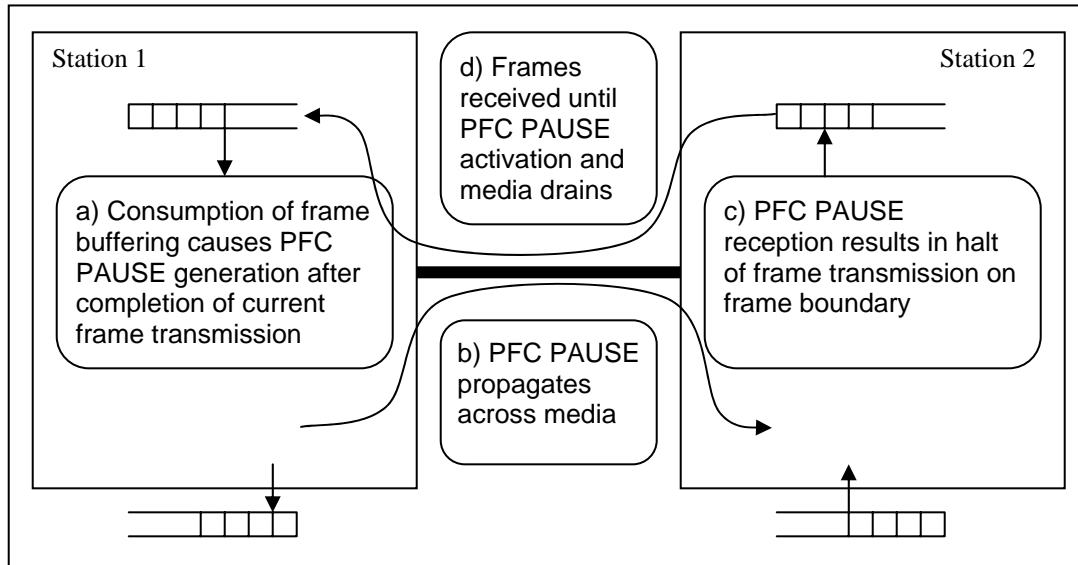 Station 1
a) Consumption of frame
buffering causes PFC
PAUSE generation after
completion of current
frame transmission
d) Frames
received until
PFC PAUSE
activation and
media drains
b) PFC PAUSE
propagates
across media
Station 2
c) PFC PAUSE
reception results in halt
of frame transmission on
frame boundary